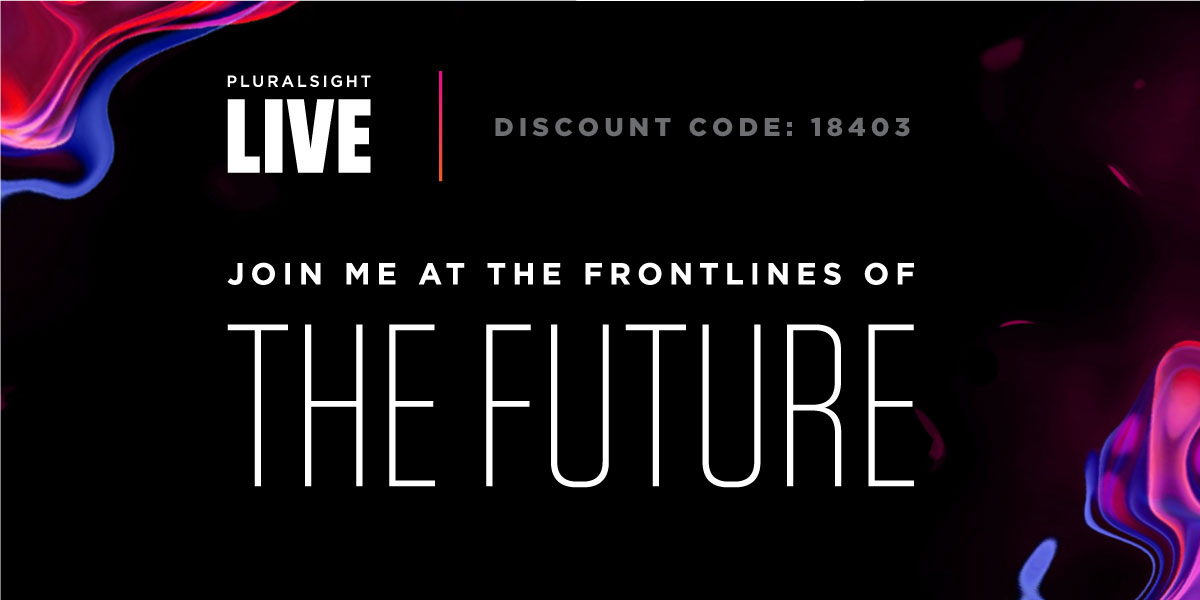 PLURALSIGHT
LIVE
DISCOUNT CODE: 18403
JOIN ME AT THE FRONTLINES OF
THE FUTURE